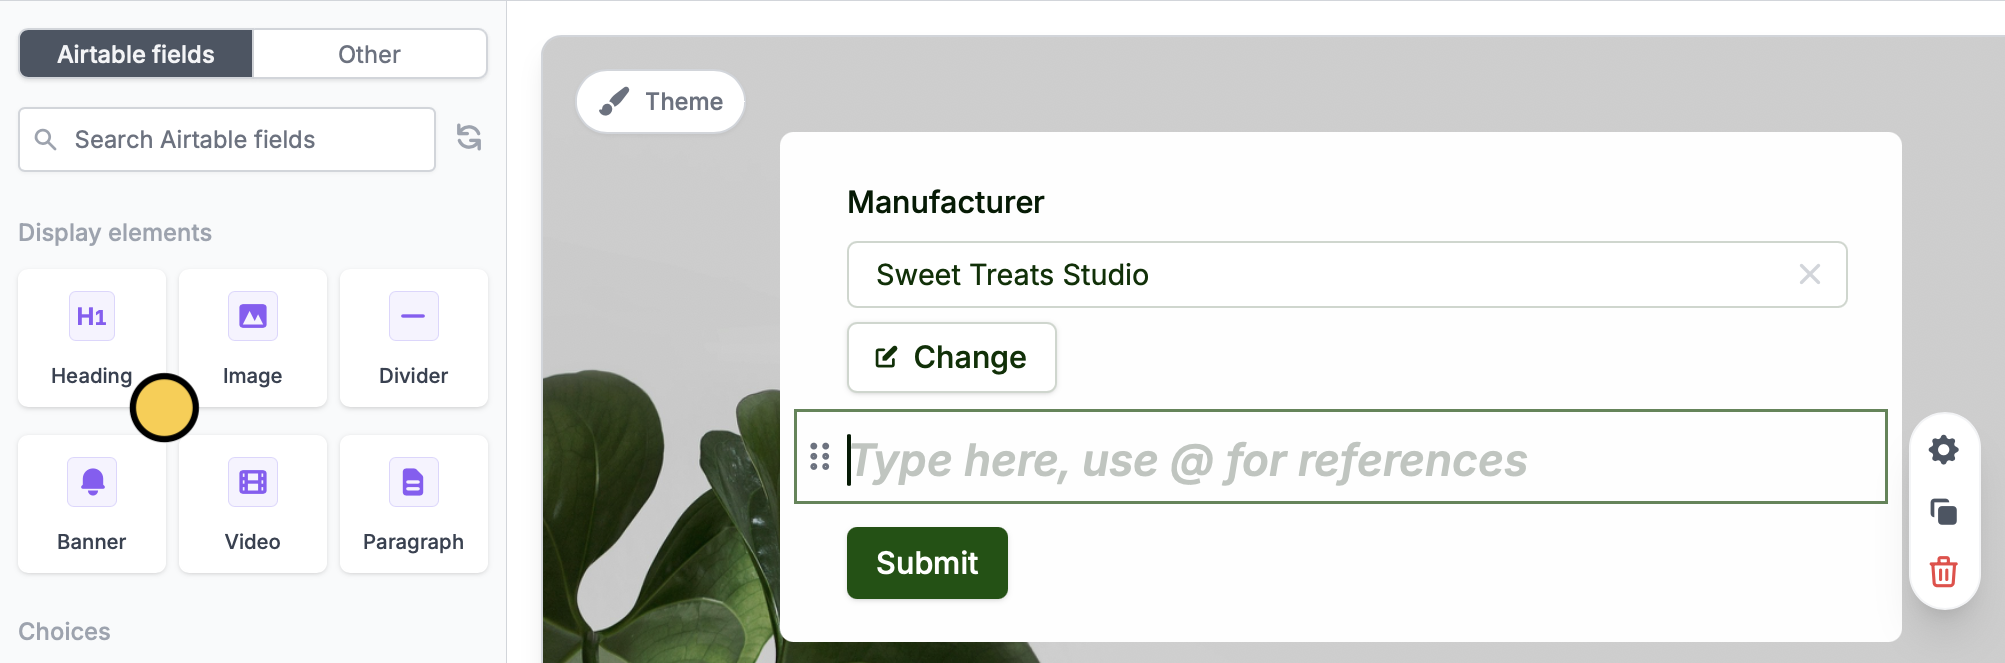 Airtable fields
Other
Search Airtable fields
Display elements
H1
Heading
Image
Divider
Banner
Video
Paragraph
Choices
Theme
Manufacturer
Sweet Treats Studio
Change
Type here, use @ for references
Submit